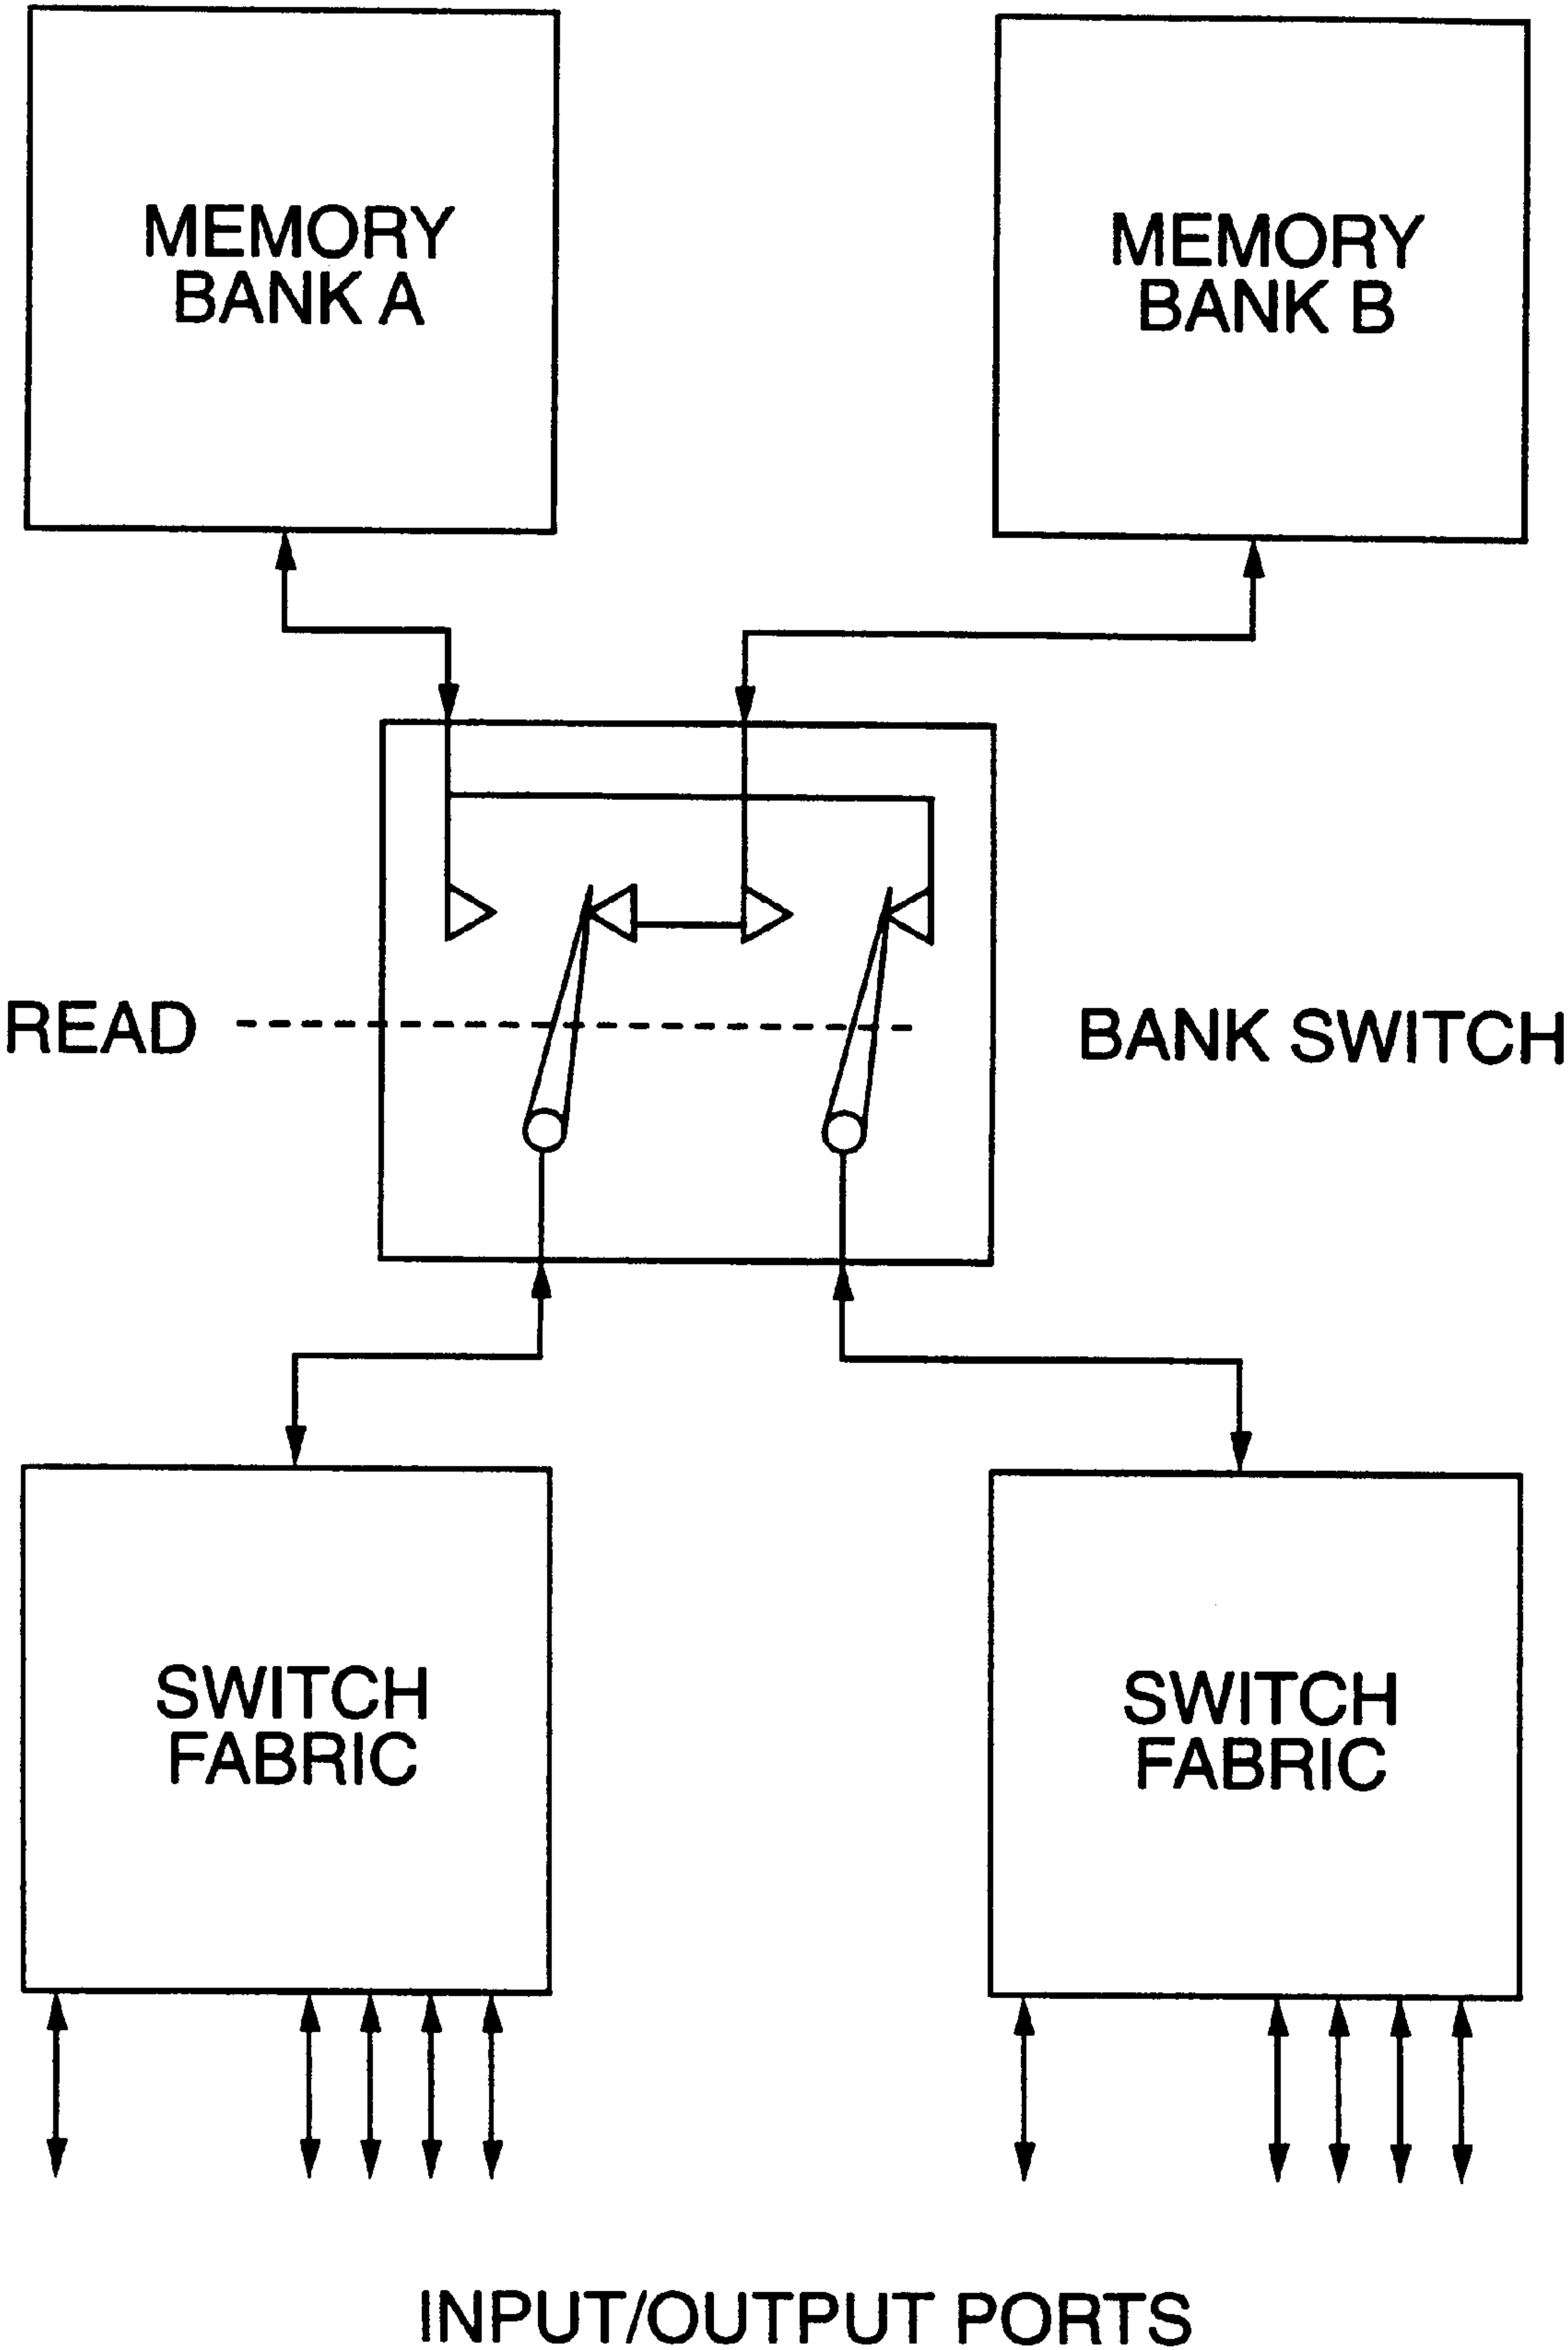 MEMORY
BANK A
MEMORY
BANK B
READ
BANK SWITCH
SWITCH
FABRIC
SWITCH
FABRIC
INPUT/OUTPUT PORTS